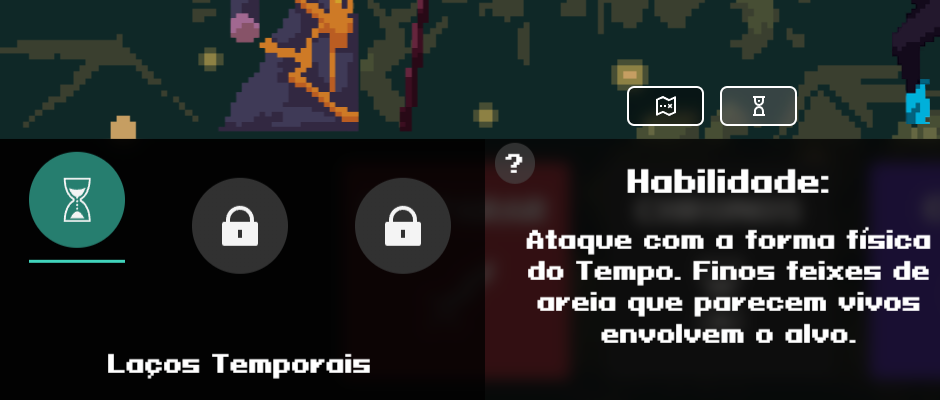 ?
Habilidade:
Ataque com a forma física
do Tempo. Finos feixes de
areia que parecem vivos
envolvem o alvo.
Laços Temporais